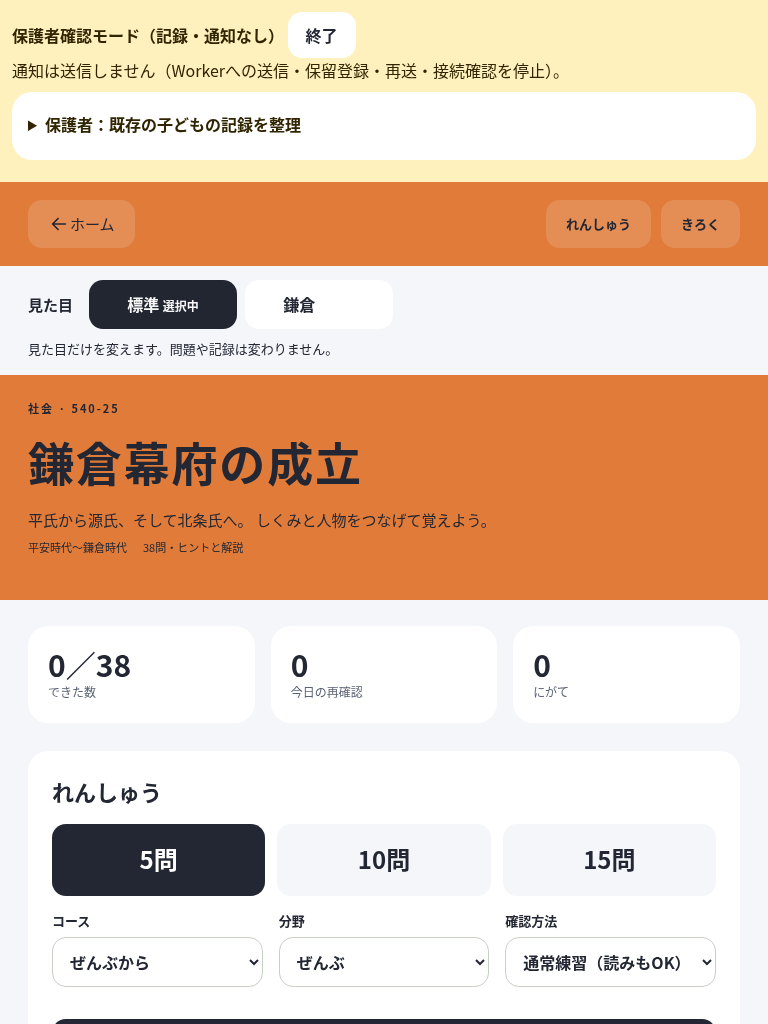 保護者確認モード（記録・通知なし） 終了
通知は送信しません（Workerへの送信・保留登録・再送・接続確認を停止）。
▶ 保護者：既存の子どもの記録を整理
← ホーム れんしゅう きろく
見た目 標準 選択中 鎌倉
見た目だけを変えます。問題や記録は変わりません。
社会 · 540-25
鎌倉幕府の成立
平氏から源氏、そして北条氏へ。 しくみと人物をつなげて覚えよう。
平安時代〜鎌倉時代 38問・ヒントと解説
0／38 0 0
できた数 今日の再確認 にがて
れんしゅう
5問 10問 15問
コース 分野 確認方法
ぜんぶから ぜんぶ 通常練習（読みもOK）